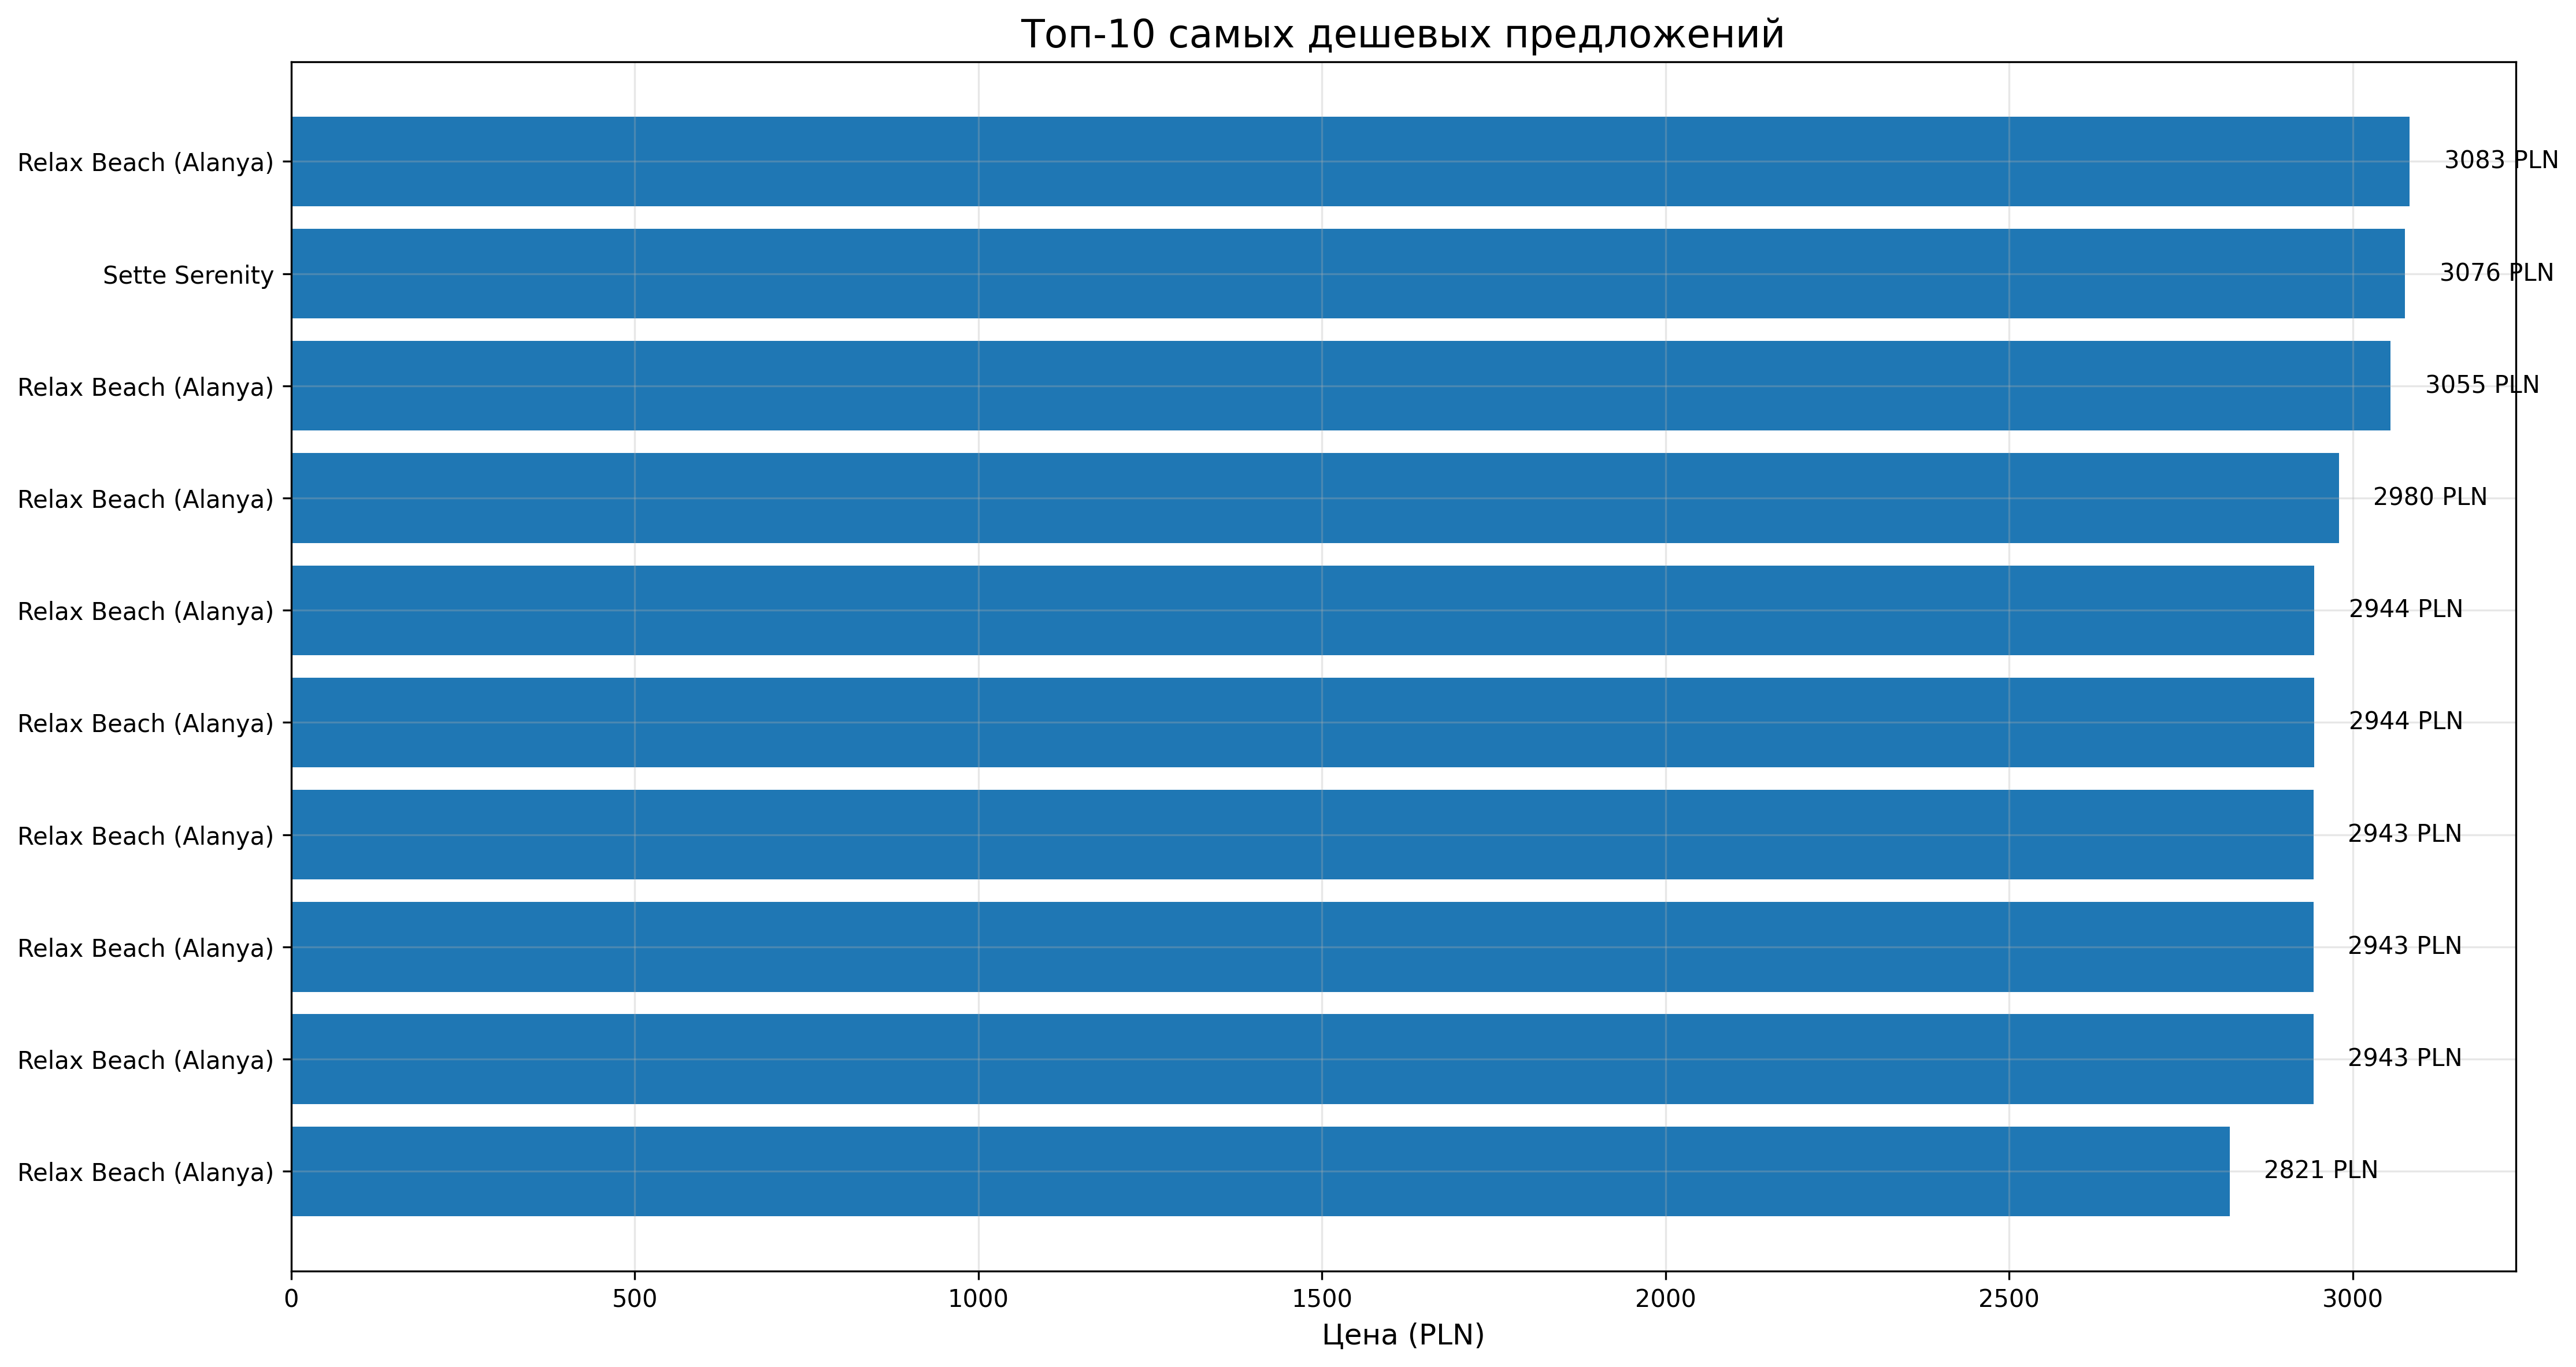 Топ-10 самых дешевых предложений
Relax Beach (Alanya)
3083 PLN
Sette Serenity
3076 PLN
Relax Beach (Alanya)
3055 PLN
Relax Beach (Alanya)
2980 PLN
Relax Beach (Alanya)
2944 PLN
Relax Beach (Alanya)
2944 PLN
Relax Beach (Alanya)
2943 PLN
Relax Beach (Alanya)
2943 PLN
Relax Beach (Alanya)
2943 PLN
Relax Beach (Alanya)
2821 PLN
0 500 1000 1500 2000 2500 3000
Цена (PLN)